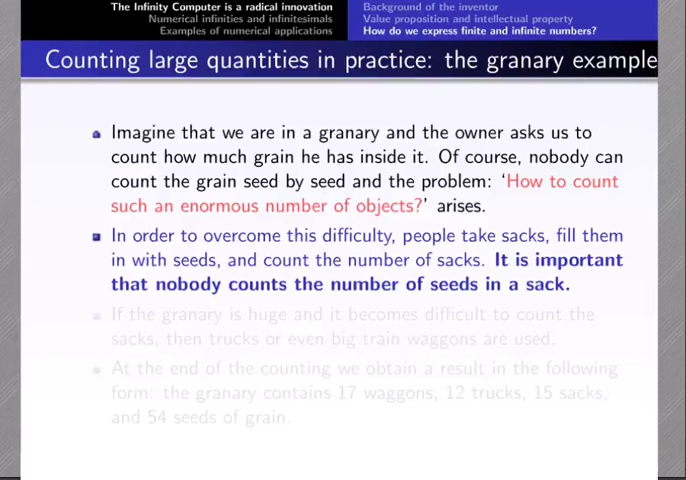 The Infinity Computer is a radical innovation
Numerical infinities and infinitesimals
Examples of numerical applications
Background of the inventor
Value proposition and intellectual property
How do we express finite and infinite numbers?
Counting large quantities in practice: the granary example
Imagine that we are in a granary and the owner asks us to
count how much grain he has inside it. Of course, nobody can
count the grain seed by seed and the problem: ‘How to count
such an enormous number of objects?’ arises.
In order to overcome this difficulty, people take sacks, fill them
in with seeds, and count the number of sacks. It is important
that nobody counts the number of seeds in a sack.
If the granary is huge and it becomes difficult to count the
sacks, then trucks or even big train waggons are used.
At the end of the counting we obtain a result in the following
form: the granary contains 17 waggons, 12 trucks, 15 sacks,
and 54 seeds of grain.